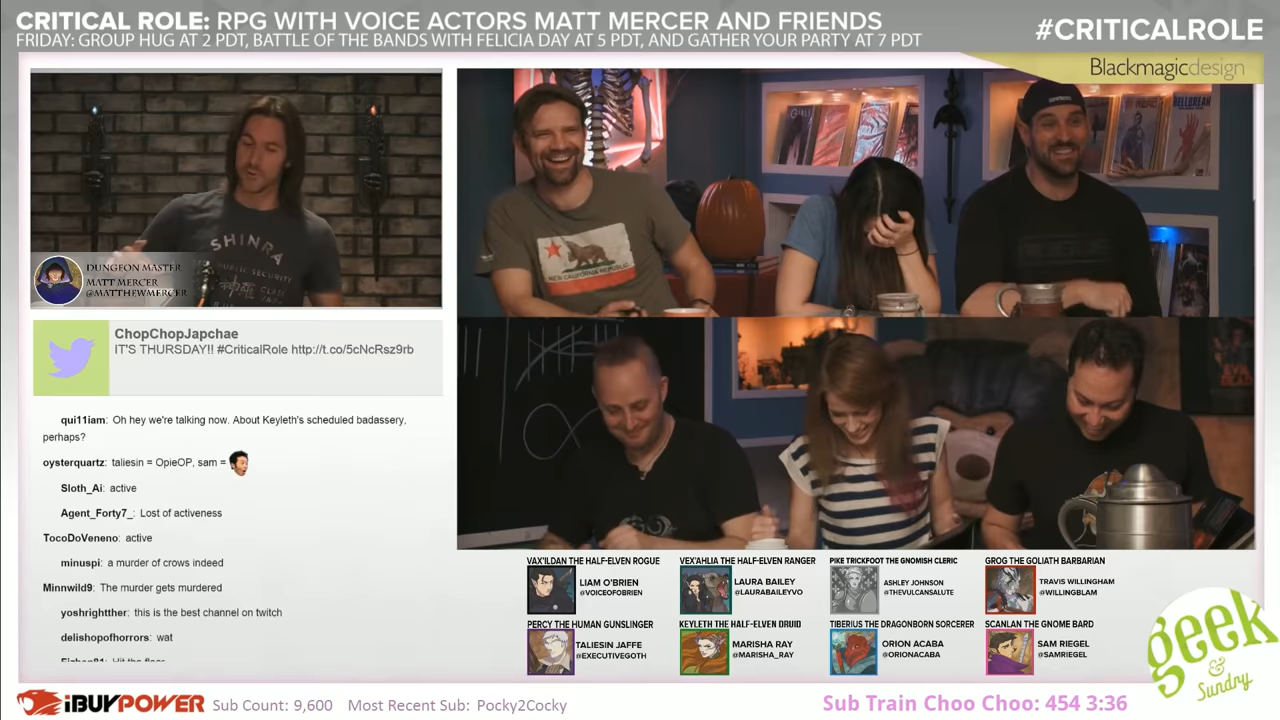 CRITICAL ROLE: RPG WITH VOICE ACTORS MATT MERCER AND FRIENDS
FRIDAY: GROUP HUG AT 2 PDT, BATTLE OF THE BANDS WITH FELICIA DAY AT 5 PDT, AND GATHER YOUR PARTY AT 7 PDT
#CRITICALROLE
Blackmagicdesign
SHINRA
PUBLIC SECURITY
DUNGEON MASTER
MATT MERCER
@MATTHEWMERCER
NEW CALIFORNIA REPUBLIC
HELLBREAK
ChopChopJapchae
IT'S THURSDAY!! #CriticalRole http://t.co/5cNcRsz9rb
qui11iam: Oh hey we're talking now. About Keyleth's scheduled badassery,
perhaps?
oysterquartz: taliesin = OpieOP, sam =
Sloth_Ai: active
Agent_Forty7_: Lost of activeness
TocoDoVeneno: active
minuspi: a murder of crows indeed
Minnwild9: The murder gets murdered
yoshrightther: this is the best channel on twitch
delishopofhorrors: wat
VAX'ILDAN THE HALF-ELVEN ROGUE
LIAM O'BRIEN
@VOICEOFOBRIEN
VEX'AHLIA THE HALF-ELVEN RANGER
LAURA BAILEY
@LAURABAILEYVO
PIKE TRICKFOOT THE GNOMISH CLERIC
ASHLEY JOHNSON
@THEVULCANSALUTE
GROG THE GOLIATH BARBARIAN
TRAVIS WILLINGHAM
@WILLINGBLAM
PERCY THE HUMAN GUNSLINGER
TALIESIN JAFFE
@EXECUTIVEGOTH
KEYLETH THE HALF-ELVEN DRUID
MARISHA RAY
@MARISHA_RAY
TIBERIUS THE DRAGONBORN SORCERER
ORION ACABA
@ORIONACABA
SCANLAN THE GNOME BARD
SAM RIEGEL
@SAMRIEGEL
geek
&
Sundry
iBUYPOWER
Sub Count: 9,600 Most Recent Sub: Pocky2Cocky
Sub Train Choo Choo: 454 3:36